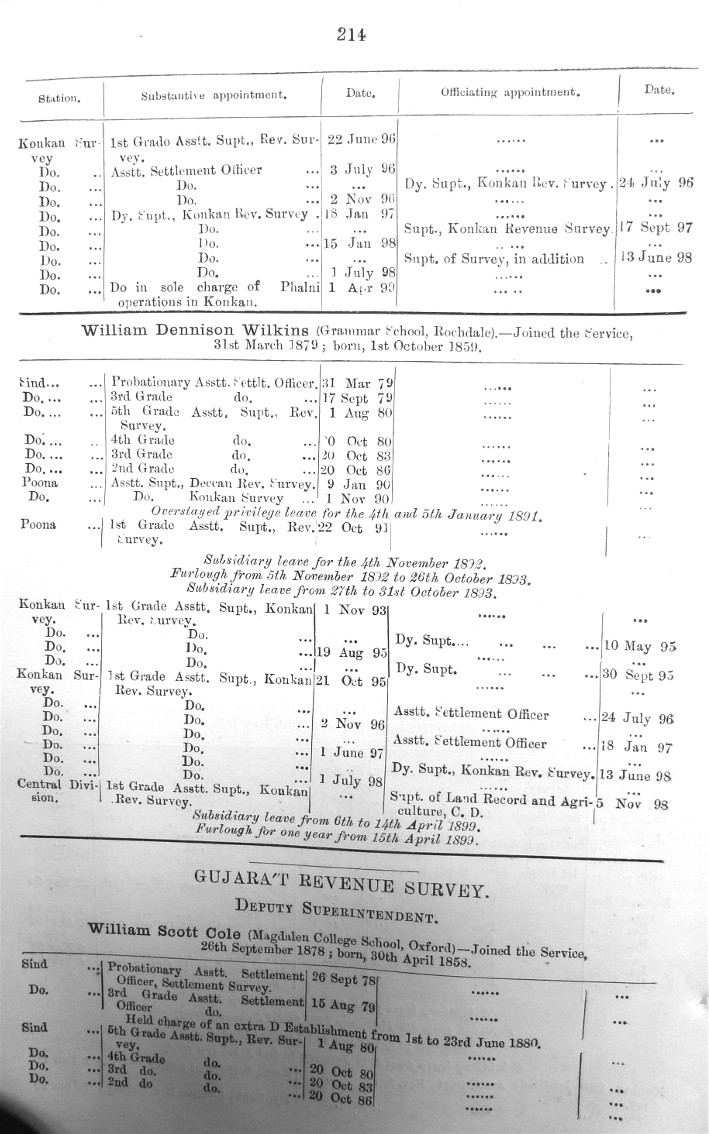 214
Station. Substantive appointment. Date. Officiating appointment. Date.
Konkan Sur- 1st Grade Asstt. Supt., Rev. Sur- 22 June 96 ...... ...
vey vey.
Do. .. Asstt. Settlement Officer ... 3 July 96 ...... ...
Do. ... Do. ... ... Dy. Supt., Konkan Rev. Survey . 24 July 96
Do. ... Do. ... 2 Nov 96 ...... ...
Do. ... Dy. Supt., Konkan Rev. Survey . 18 Jan 97 ...... ...
Do. ... Do. ... ... Supt., Konkan Revenue Survey. 17 Sept 97
Do. ... Do. ... 15 Jan 98 .. ... ...
Do. ... Do. ... ... Supt. of Survey, in addition .. 13 June 98
Do. ... Do. ... 1 July 98 ...... ...
Do. ... Do in sole charge of Phalni 1 Apr 99 ... .. ...
operations in Konkan.
William Dennison Wilkins (Grammar School, Rochdale).—Joined the Service,
31st March 1879 ; born, 1st October 1859.
Sind... ... Probationary Asstt. Settlt. Officer. 31 Mar 79 ...... ...
Do. ... ... 3rd Grade do. ... 17 Sept 79 ...... ...
Do. ... ... 5th Grade Asstt. Supt., Rev. 1 Aug 80 ...... ...
Survey.
Do. ... ... 4th Grade do. ... 0 Oct 80 ...... ...
Do. ... ... 3rd Grade do. ... 20 Oct 83 ...... ...
Do. ... ... 2nd Grade do. ... 20 Oct 86 ...... ...
Poona ... Asstt. Supt., Deccan Rev. Survey. 9 Jan 90 ...... ...
Do. ... Do. Konkan Survey ... 1 Nov 90 ...... ...
Overstayed privilege leave for the 4th and 5th January 1891.
Poona ... 1st Grade Asstt. Supt., Rev. 22 Oct 91 ...... ...
Survey.
Subsidiary leave for the 4th November 1892.
Furlough from 5th November 1892 to 26th October 1893.
Subsidiary leave from 27th to 31st October 1893.
Konkan Sur- 1st Grade Asstt. Supt., Konkan 1 Nov 93 ...... ...
vey. Rev. Survey.
Do. ... Do. ... ... Dy. Supt.... ... ... ... 10 May 95
Do. ... Do. ... 19 Aug 95 ...... ...
Do. ... Do. ... Dy. Supt. ... ... ... 30 Sept 95
Konkan Sur- 1st Grade Asstt. Supt., Konkan 21 Oct 95 ...... ...
vey. Rev. Survey.
Do. ... Do. ... ... Asstt. Settlement Officer ... 24 July 96
Do. ... Do. ... 2 Nov 96 ...... ...
Do. ... Do. ... ... Asstt. Settlement Officer ... 18 Jan 97
Do. ... Do. ... 1 June 97 ...... ...
Do. ... Do. ... ... Dy. Supt., Konkan Rev. Survey. 13 June 98
Do. ... Do. ... 1 July 98 ...... ...
Central Divi- 1st Grade Asstt. Supt., Konkan ... Supt. of Land Record and Agri- 5 Nov 98
sion. Rev. Survey. culture, C. D.
Subsidiary leave from 6th to 14th April 1899.
Furlough for one year from 15th April 1899.
GUJARA'T REVENUE SURVEY.
DEPUTY SUPERINTENDENT.
William Scott Cole (Magdalen College School, Oxford)—Joined the Service,
26th September 1878 ; born, 30th April 1858.
Sind ... Probationary Asstt. Settlement 26 Sept 78 ...... ...
Officer, Settlement Survey.
Do. ... 3rd Grade Asstt. Settlement 15 Aug 79 ...... ...
Officer do.
Held charge of an extra D Establishment from 1st to 23rd June 1880.
Sind ... 5th Grade Asstt. Supt., Rev. Sur- 1 Aug 80 ...... ...
vey.
Do. ... 4th Grade do. ... 20 Oct 80 ...... ...
Do. ... 3rd do. do. ... 20 Oct 83 ...... ...
Do. ... 2nd do do. ... 20 Oct 86 ...... ...